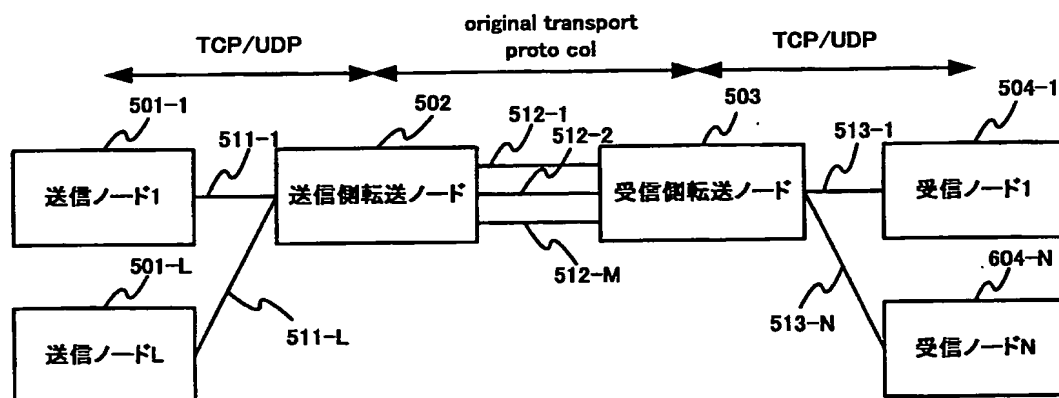 original transport
proto col
TCP/UDP
TCP/UDP
501-1
502
503
504-1
511-1
512-1
512-2
513-1
送信ノード1
送信側転送ノード
受信側転送ノード
受信ノード1
512-M
501-L
604-N
511-L
513-N
送信ノードL
受信ノードN